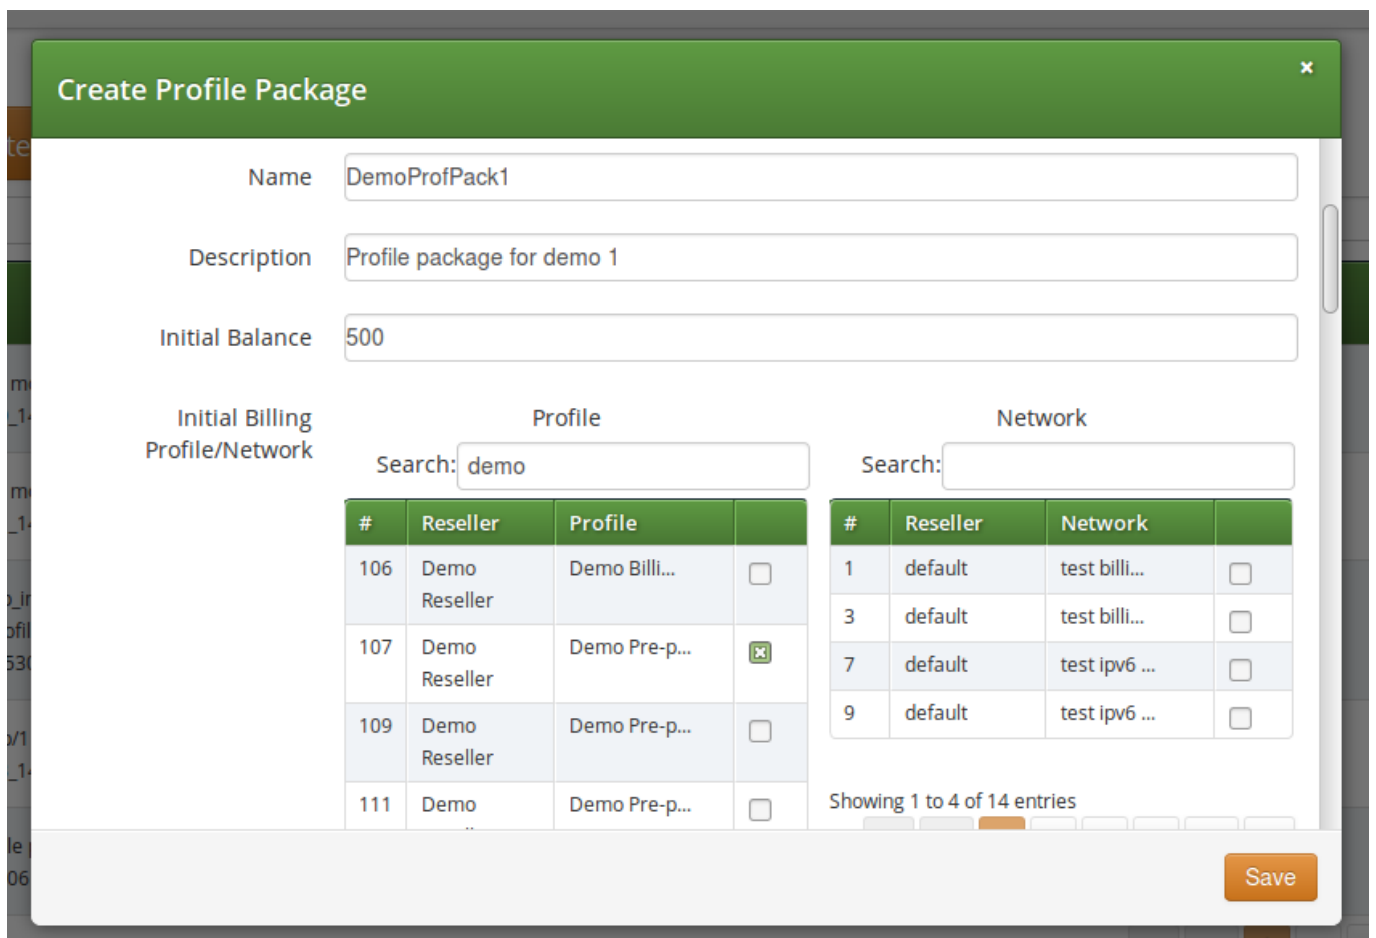 Create Profile Package
×
Name DemoProfPack1
Description Profile package for demo 1
Initial Balance 500
Initial Billing Profile Network
Profile/Network
Search: demo Search:
# Reseller Profile # Reseller Network
106 Demo Demo Billi... 1 default test billi...
Reseller
3 default test billi...
107 Demo Demo Pre-p...
Reseller
7 default test ipv6 ...
109 Demo Demo Pre-p... 9 default test ipv6 ...
Reseller
111 Demo Demo Pre-p... Showing 1 to 4 of 14 entries
Save